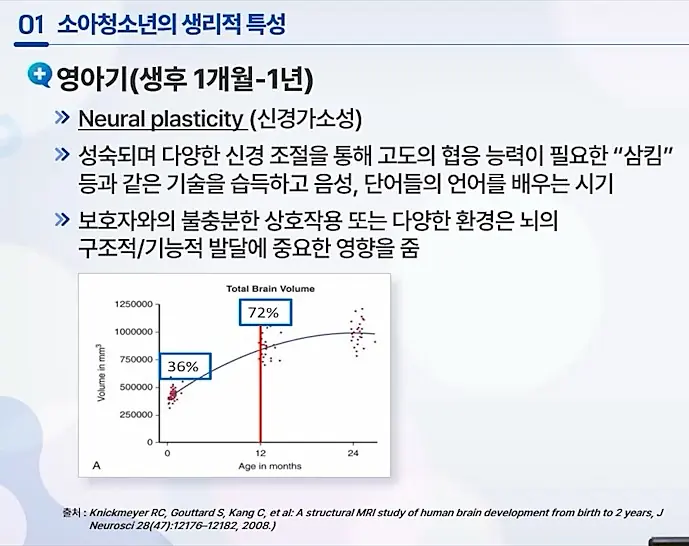 01 소아청소년의 생리적 특성
영아기(생후 1개월-1년)
Neural plasticity (신경가소성)
성숙되며 다양한 신경 조절을 통해 고도의 협응 능력이 필요한 “삼킴”
등과 같은 기술을 습득하고 음성, 단어들의 언어를 배우는 시기
보호자와의 불충분한 상호작용 또는 다양한 환경은 뇌의
구조적/기능적 발달에 중요한 영향을 줌
Total Brain Volume
1250000
1000000
750000
500000
250000
0
Volume in mm³
36%
72%
0 12 24
Age in months
A
출처 : Knickmeyer RC, Gouttard S, Kang C, et al: A structural MRI study of human brain development from birth to 2 years, J
Neurosci 28(47):12176–12182, 2008.)